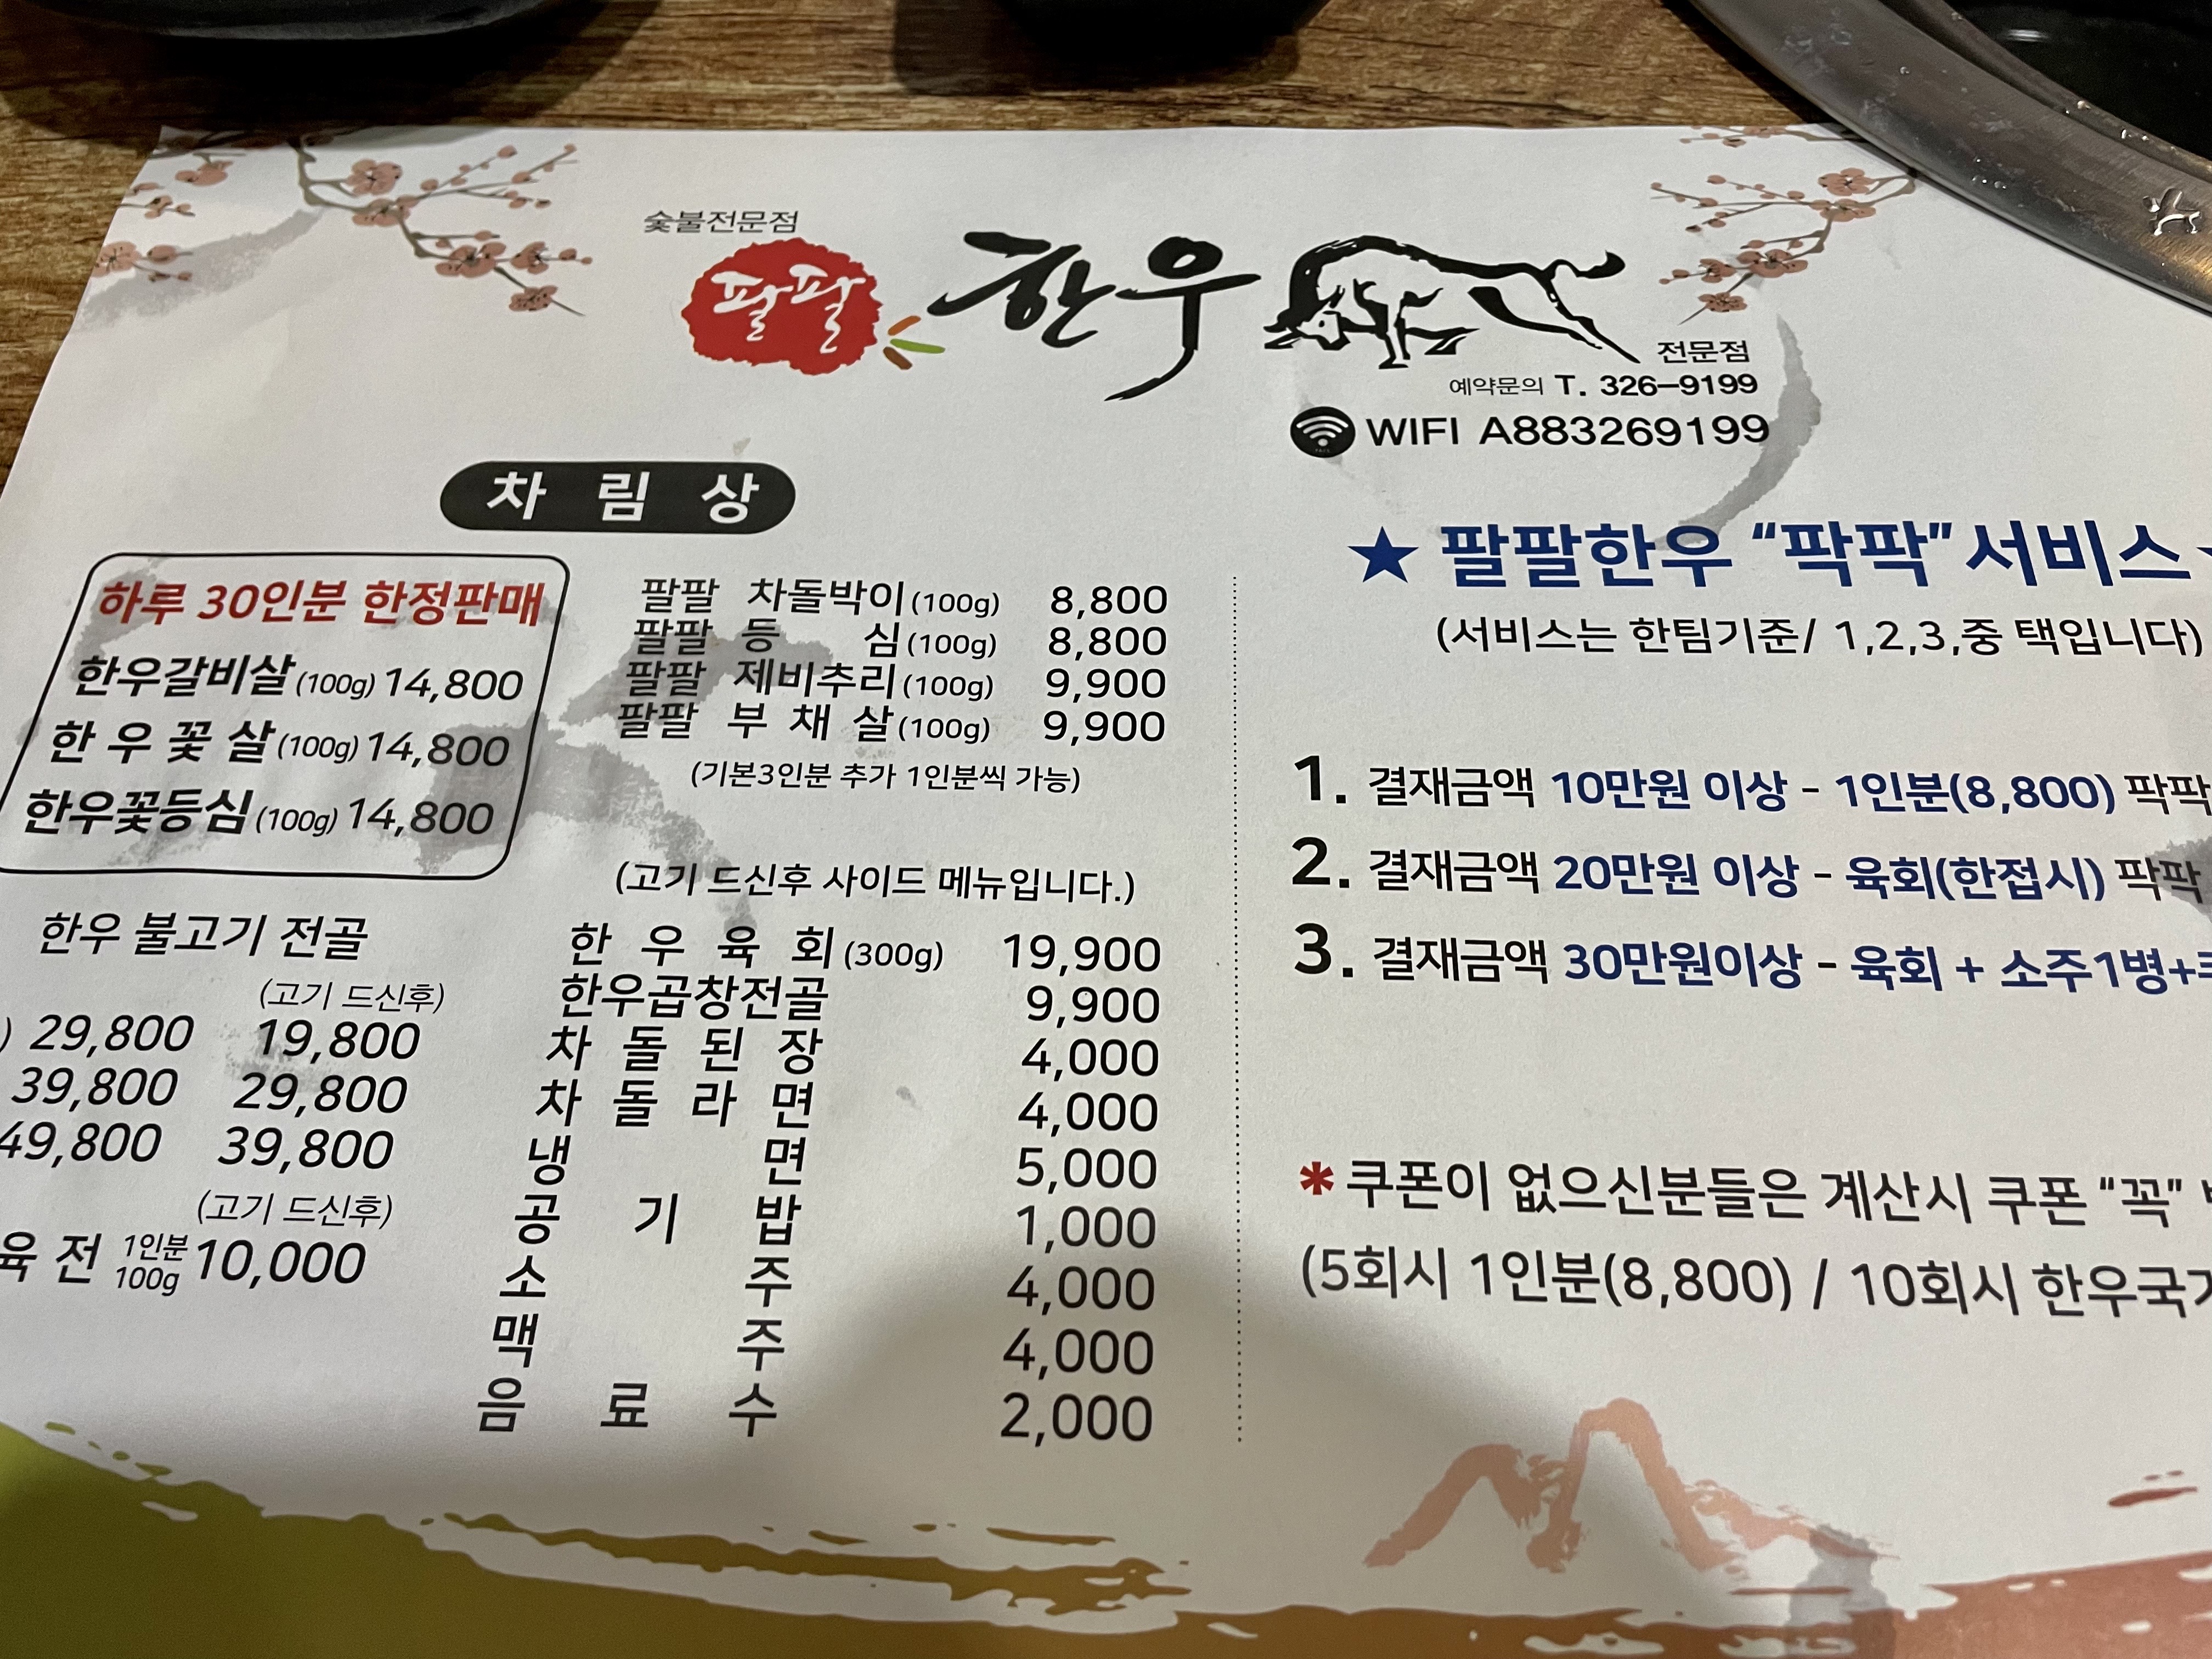 숯불전문점
팔팔 한우
전문점
예약문의 T. 326-9199
WIFI A883269199
차 림 상
하루 30인분 한정판매
한우갈비살(100g) 14,800
한 우 꽃 살(100g) 14,800
한우꽃등심(100g) 14,800
한우 불고기 전골
(고기 드신후)
) 29,800 19,800
39,800 29,800
49,800 39,800
(고기 드신후)
육 전 1인분 100g 10,000
팔팔 차돌박이(100g) 8,800
팔팔 등 심(100g) 8,800
팔팔 제비추리(100g) 9,900
팔팔 부 채 살(100g) 9,900
(기본3인분 추가 1인분씩 가능)
(고기 드신후 사이드 메뉴입니다.)
한 우 육 회(300g) 19,900
한우곱창전골 9,900
차 돌 된 장 4,000
차 돌 라 면 4,000
냉 면 5,000
공 기 밥 1,000
소 주 4,000
맥 주 4,000
음 료 수 2,000
★ 팔팔한우 “팍팍” 서비스
(서비스는 한팀기준/ 1,2,3,중 택입니다)
1. 결재금액 10만원 이상 - 1인분(8,800) 팍팍
2. 결재금액 20만원 이상 - 육회(한접시) 팍팍
3. 결재금액 30만원이상 - 육회 + 소주1병+
* 쿠폰이 없으신분들은 계산시 쿠폰 “꼭”
(5회시 1인분(8,800) / 10회시